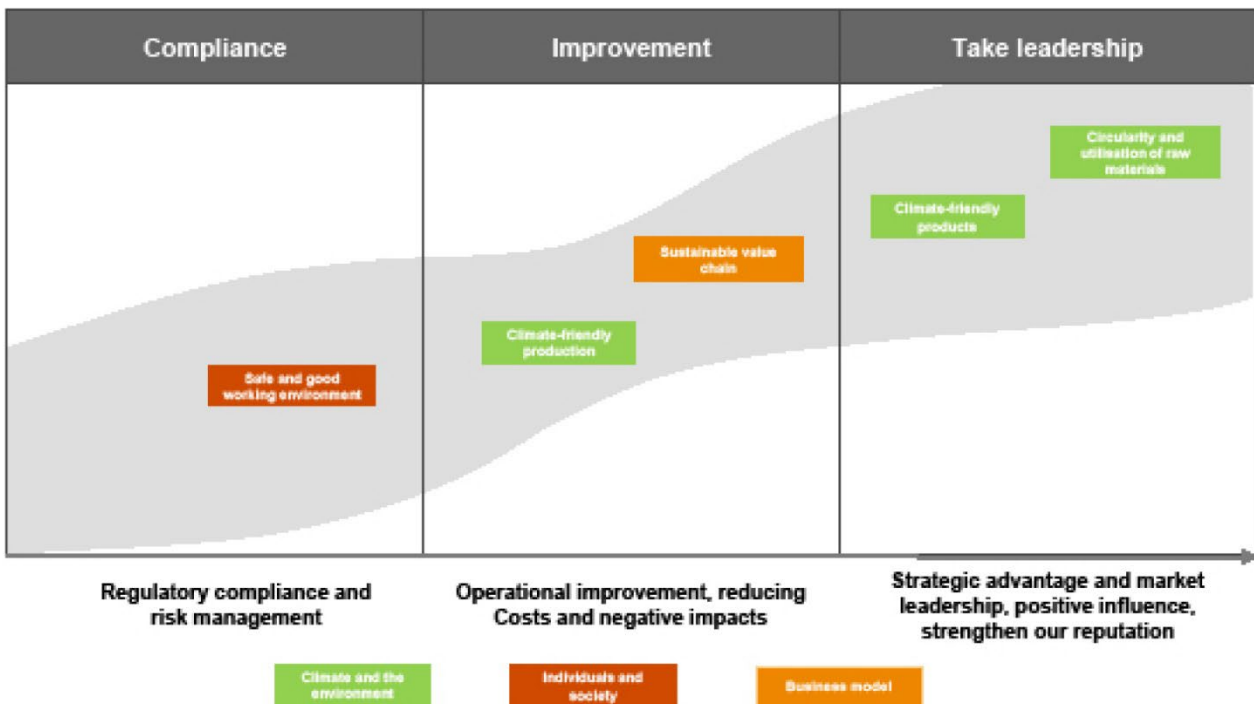 Compliance
Improvement
Take leadership
Circularity and
utilisation of raw
materials
Climate-friendly
products
Sustainable value
chain
Climate-friendly
production
Safe and good
working environment
Regulatory compliance and
risk management
Operational improvement, reducing
Costs and negative impacts
Strategic advantage and market
leadership, positive influence,
strengthen our reputation
Climate and the
environment
Individuals and
society
Business model